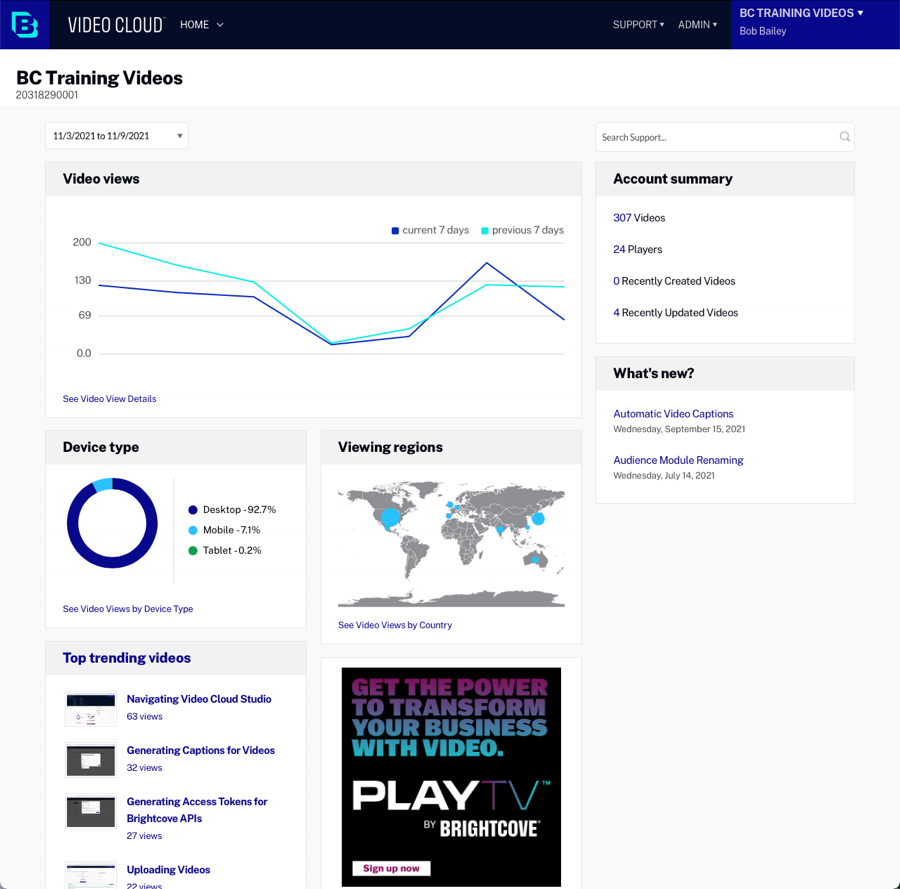 VIDEO CLOUD™ HOME
SUPPORT ADMIN
BC TRAINING VIDEOS
Bob Bailey
BC Training Videos
20318290001
11/3/2021 to 11/9/2021
Search Support...
Video views
current 7 days previous 7 days
200
130
69
0.0
See Video View Details
Account summary
307 Videos
24 Players
0 Recently Created Videos
4 Recently Updated Videos
What's new?
Automatic Video Captions
Wednesday, September 15, 2021
Audience Module Renaming
Wednesday, July 14, 2021
Device type
Desktop - 92.7%
Mobile - 7.1%
Tablet - 0.2%
See Video Views by Device Type
Viewing regions
See Video Views by Country
Top trending videos
Navigating Video Cloud Studio
63 views
Generating Captions for Videos
32 views
Generating Access Tokens for
Brightcove APIs
27 views
Uploading Videos
22 views
GET THE POWER
TO TRANSFORM
YOUR BUSINESS
WITH VIDEO.
PLAYTV™
BY BRIGHTCOVE®
Sign up now